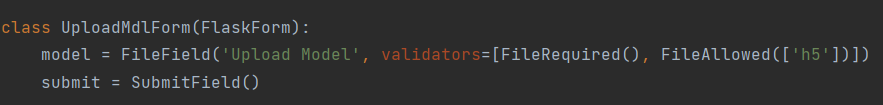 class UploadMdlForm(FlaskForm):
    model = FileField('Upload Model', validators=[FileRequired(), FileAllowed(['h5'])])
    submit = SubmitField()